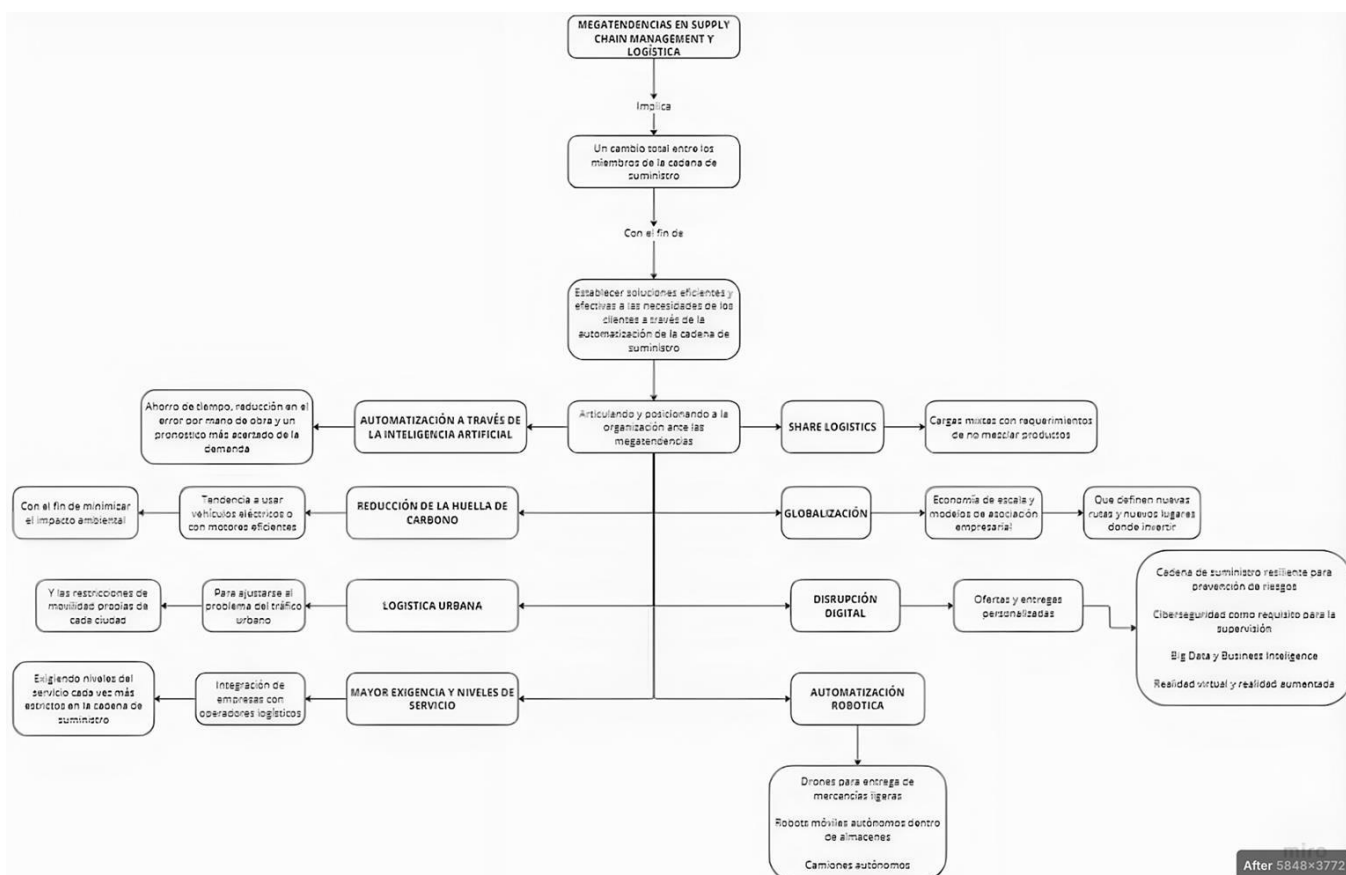 MEGATENDENCIAS EN SUPPLY
CHAIN MANAGEMENT Y
LOGÍSTICA
Implica
Un cambio total entre los
miembros de la cadena de
suministro
Con el fin de
Establecer soluciones eficientes y
efectivas a las necesidades de los
clientes a través de la
automatización de la cadena de
suministro
Ahorro de tiempo, reducción en el
error por mano de obra y un
pronostico más acertado de la
demanda
AUTOMATIZACIÓN A TRAVÉS DE
LA INTELIGENCIA ARTIFICIAL
Articulando y posicionando a la
organización ante las
megatendencias
SHARE LOGISTICS
Cargas mixtas con requerimientos
de no mezclar productos
Con el fin de minimizar
el impacto ambiental
Tendencia a usar
vehículos eléctricos o
con motores eficientes
REDUCCIÓN DE LA HUELLA DE
CARBONO
GLOBALIZACIÓN
Economía de escala y
modelos de asociación
empresarial
Que definen nuevas
rutas y nuevos lugares
donde invertir
Y las restricciones de
movilidad propias de
cada ciudad
Para ajustarse al
problema del tráfico
urbano
LOGISTICA URBANA
DISRUPCIÓN
DIGITAL
Ofertas y entregas
personalizadas
Cadena de suministro resiliente para
prevención de riesgos
Ciberseguridad como requisito para la
supervisión
Big Data y Business Inteligence
Realidad virtual y realidad aumentada
Exigiendo niveles del
servicio cada vez más
estrictos en la cadena de
suministro
Integración de
empresas con
operadores logísticos
MAYOR EXIGENCIA Y NIVELES DE
SERVICIO
AUTOMATIZACIÓN
ROBOTICA
Drones para entrega de
mercancías ligeras
Robots móviles autónomos dentro
de almacenes
Camiones autónomos
miro
After 5848×3772